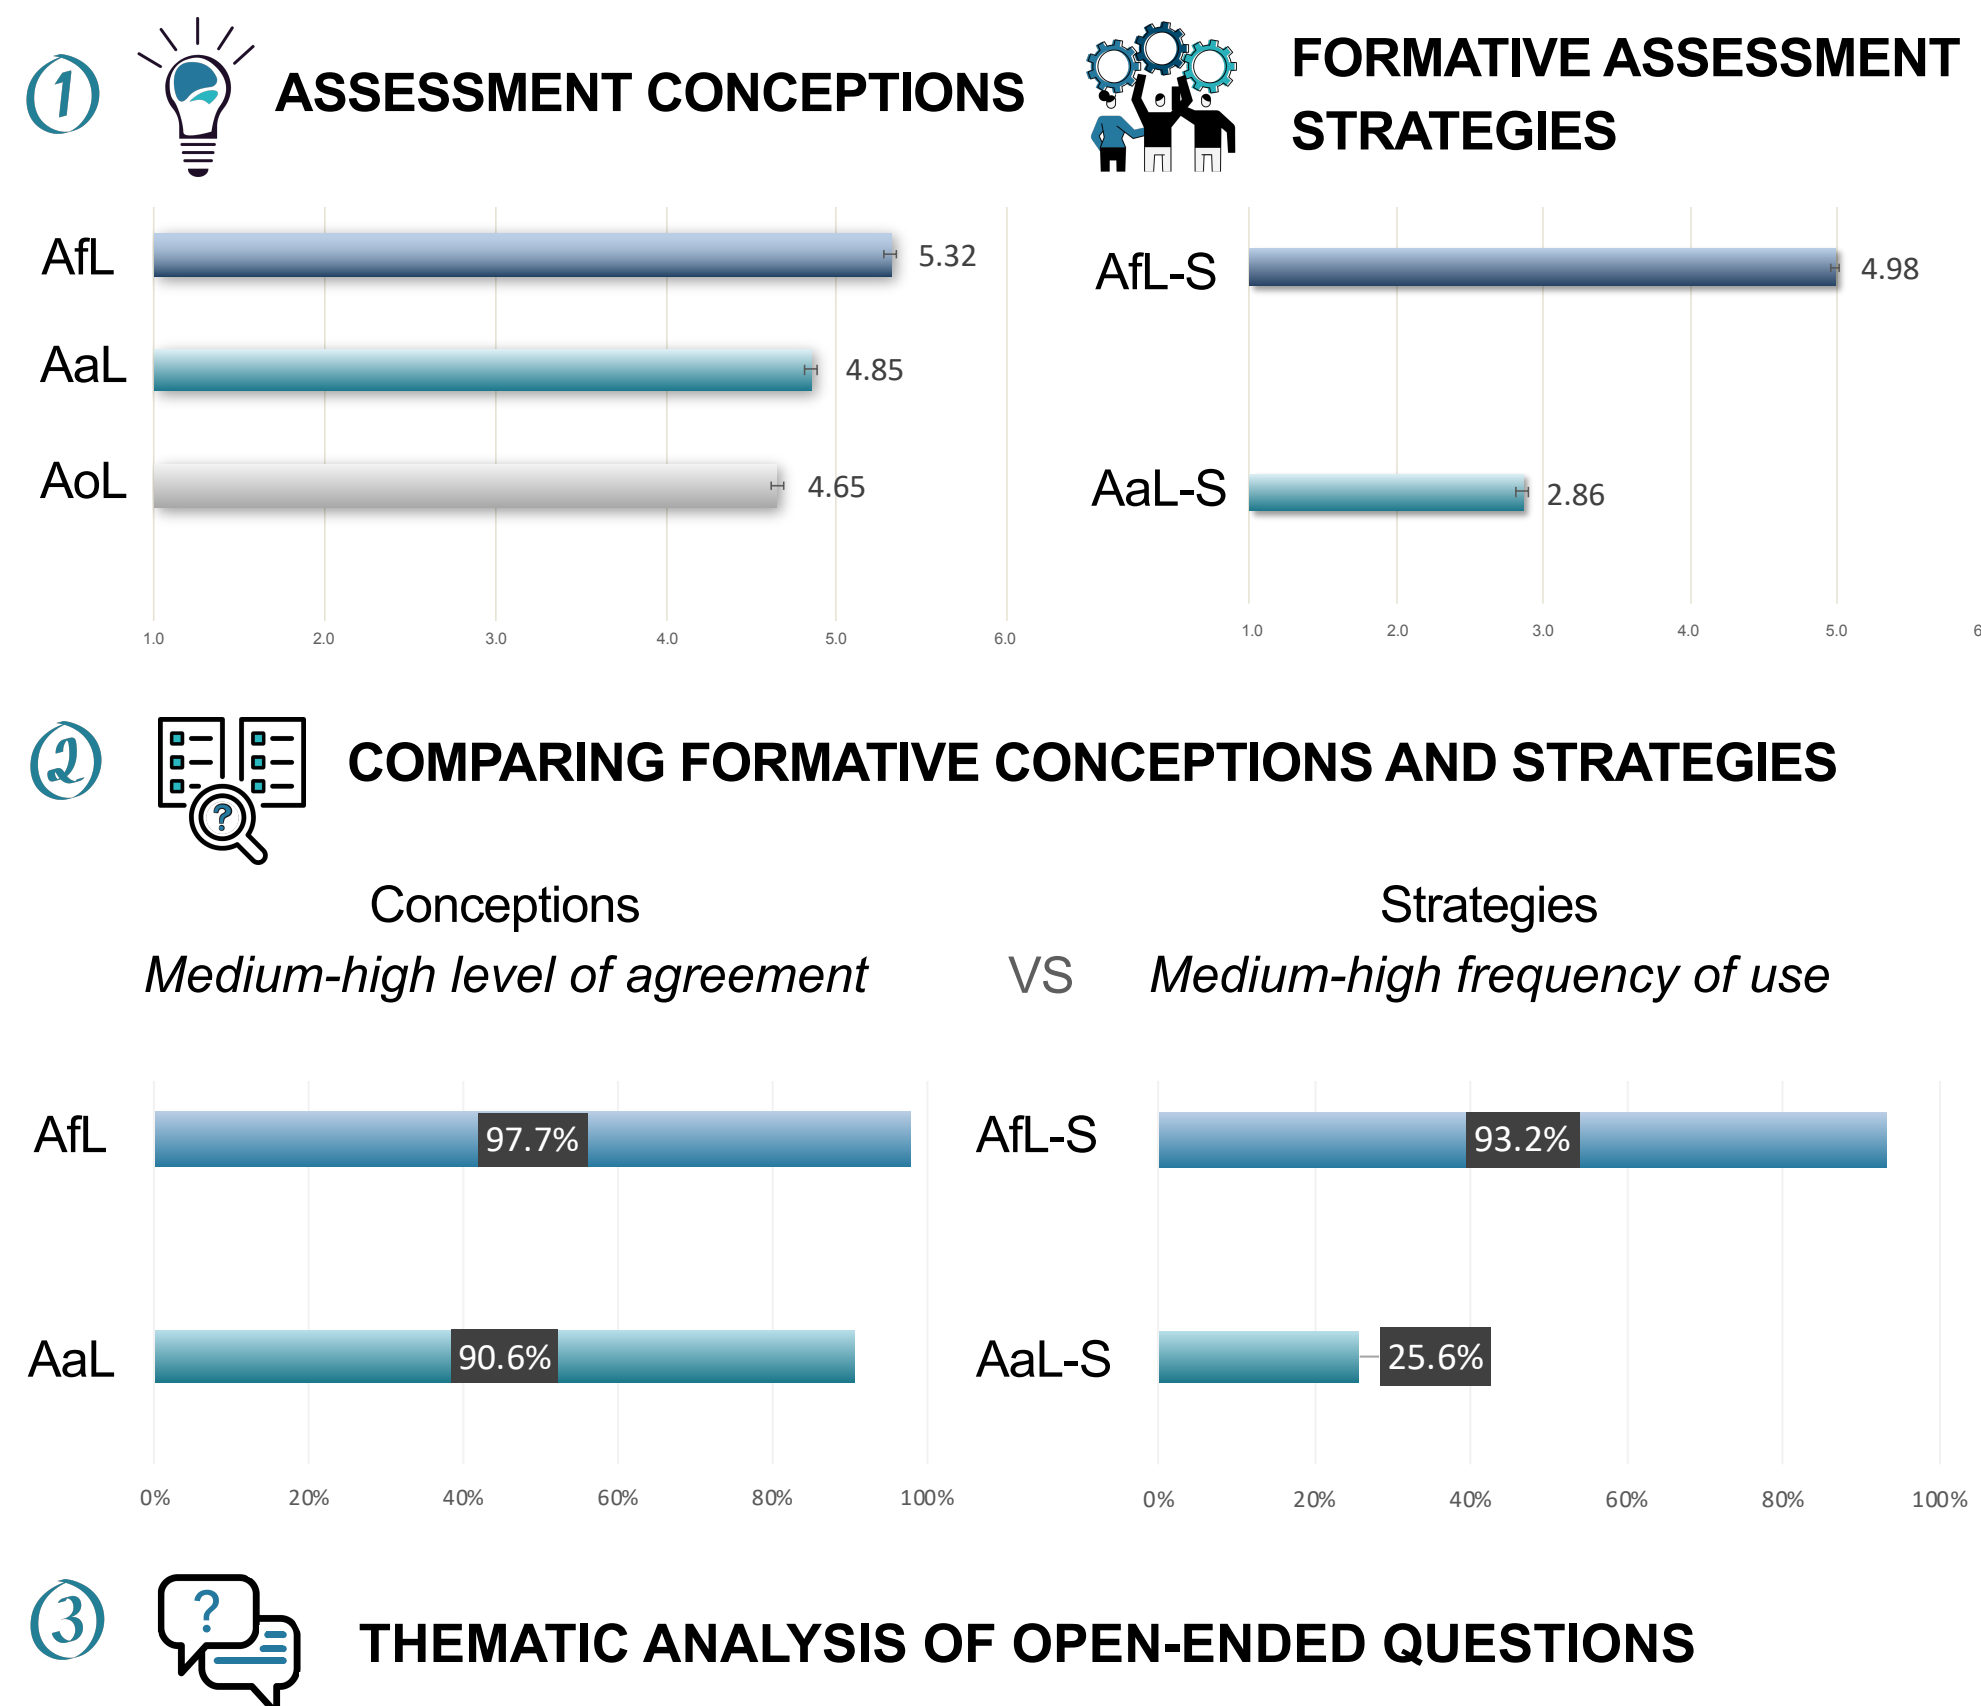 1
ASSESSMENT CONCEPTIONS
FORMATIVE ASSESSMENT
STRATEGIES
AfL
5.32
AaL
4.85
AoL
4.65
1.0 2.0 3.0 4.0 5.0 6.0
AfL-S
4.98
AaL-S
2.86
1.0 2.0 3.0 4.0 5.0 6
2
?
COMPARING FORMATIVE CONCEPTIONS AND STRATEGIES
Conceptions
Medium-high level of agreement
VS
Strategies
Medium-high frequency of use
AfL
97.7%
AaL
90.6%
0% 20% 40% 60% 80% 100%
AfL-S
93.2%
AaL-S
25.6%
0% 20% 40% 60% 80% 100%
3
?
THEMATIC ANALYSIS OF OPEN-ENDED QUESTIONS